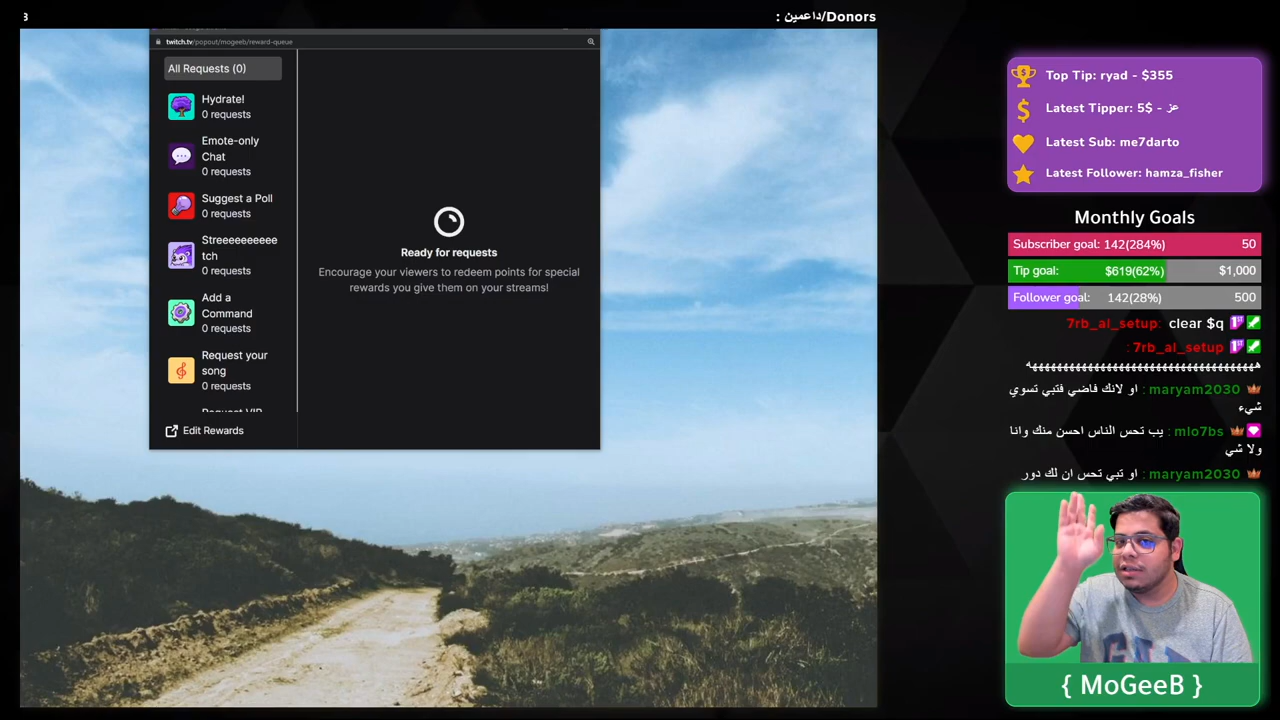 داعمين/Donors :
twitch.tv/popout/mogeeb/reward-queue
All Requests (0)
Hydrate!
0 requests
Emote-only
Chat
0 requests
Suggest a Poll
0 requests
Streeeeeeeeee
tch
0 requests
Add a
Command
0 requests
Request your
song
0 requests
Request VIP
Edit Rewards
Ready for requests
Encourage your viewers to redeem points for special
rewards you give them on your streams!
Top Tip: ryad - $355
Latest Tipper: عز - $5
Latest Sub: me7darto
Latest Follower: hamza_fisher
Monthly Goals
Subscriber goal: 142(284%) 50
Tip goal: $619(62%) $1,000
Follower goal: 142(28%) 500
7rb_al_setup: clear $q
7rb_al_setup :
maryam2030 : او لانك فاضي فتبي تسوي
شيء
mlo7bs : يب تحس الناس احسن منك وانا
ولا شي
maryam2030 : او تبي تحس ان لك دور
{ MoGeeB }